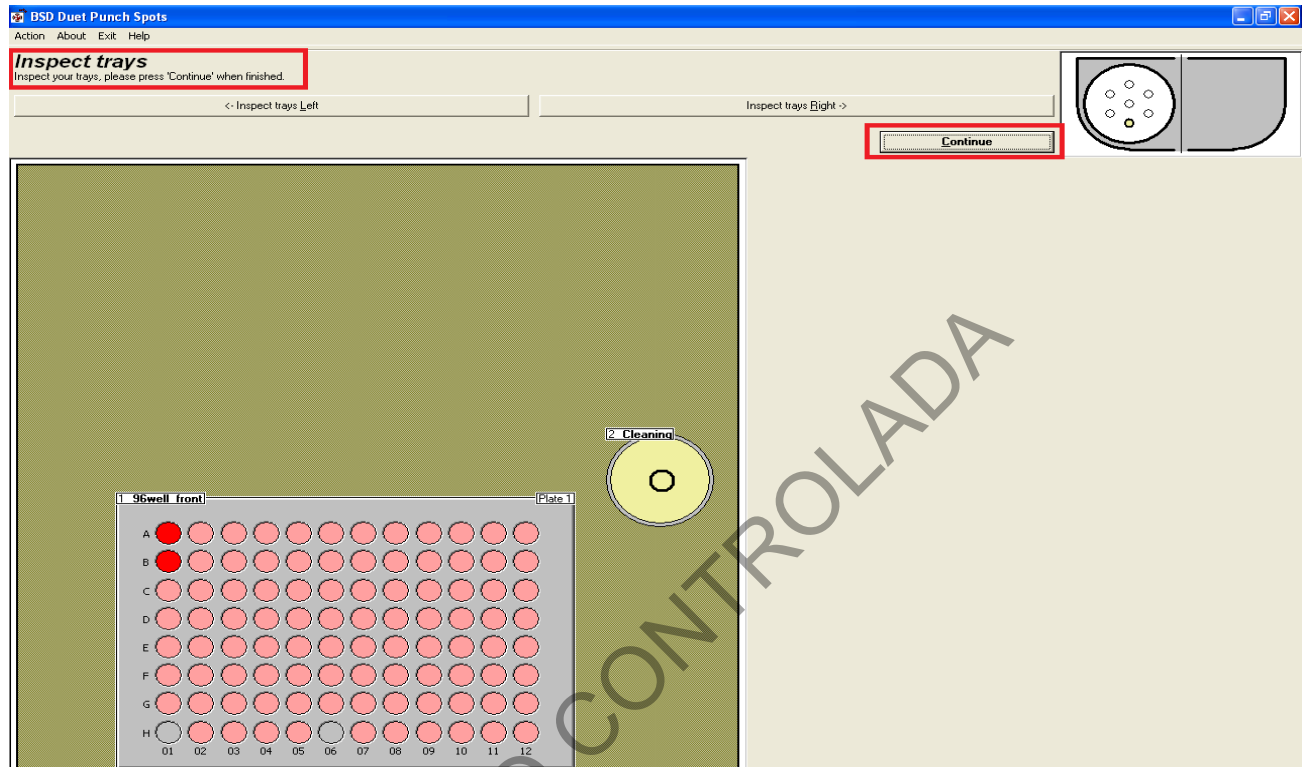 BSD Duet Punch Spots
Action About Exit Help
Inspect trays
Inspect your trays, please press 'Continue' when finished.
<- Inspect trays Left
Inspect trays Right ->
Continue
2 Cleaning
1 96well front
Plate 1
A
B
C
D
E
F
G
H
01 02 03 04 05 06 07 08 09 10 11 12
O CONTROLADA